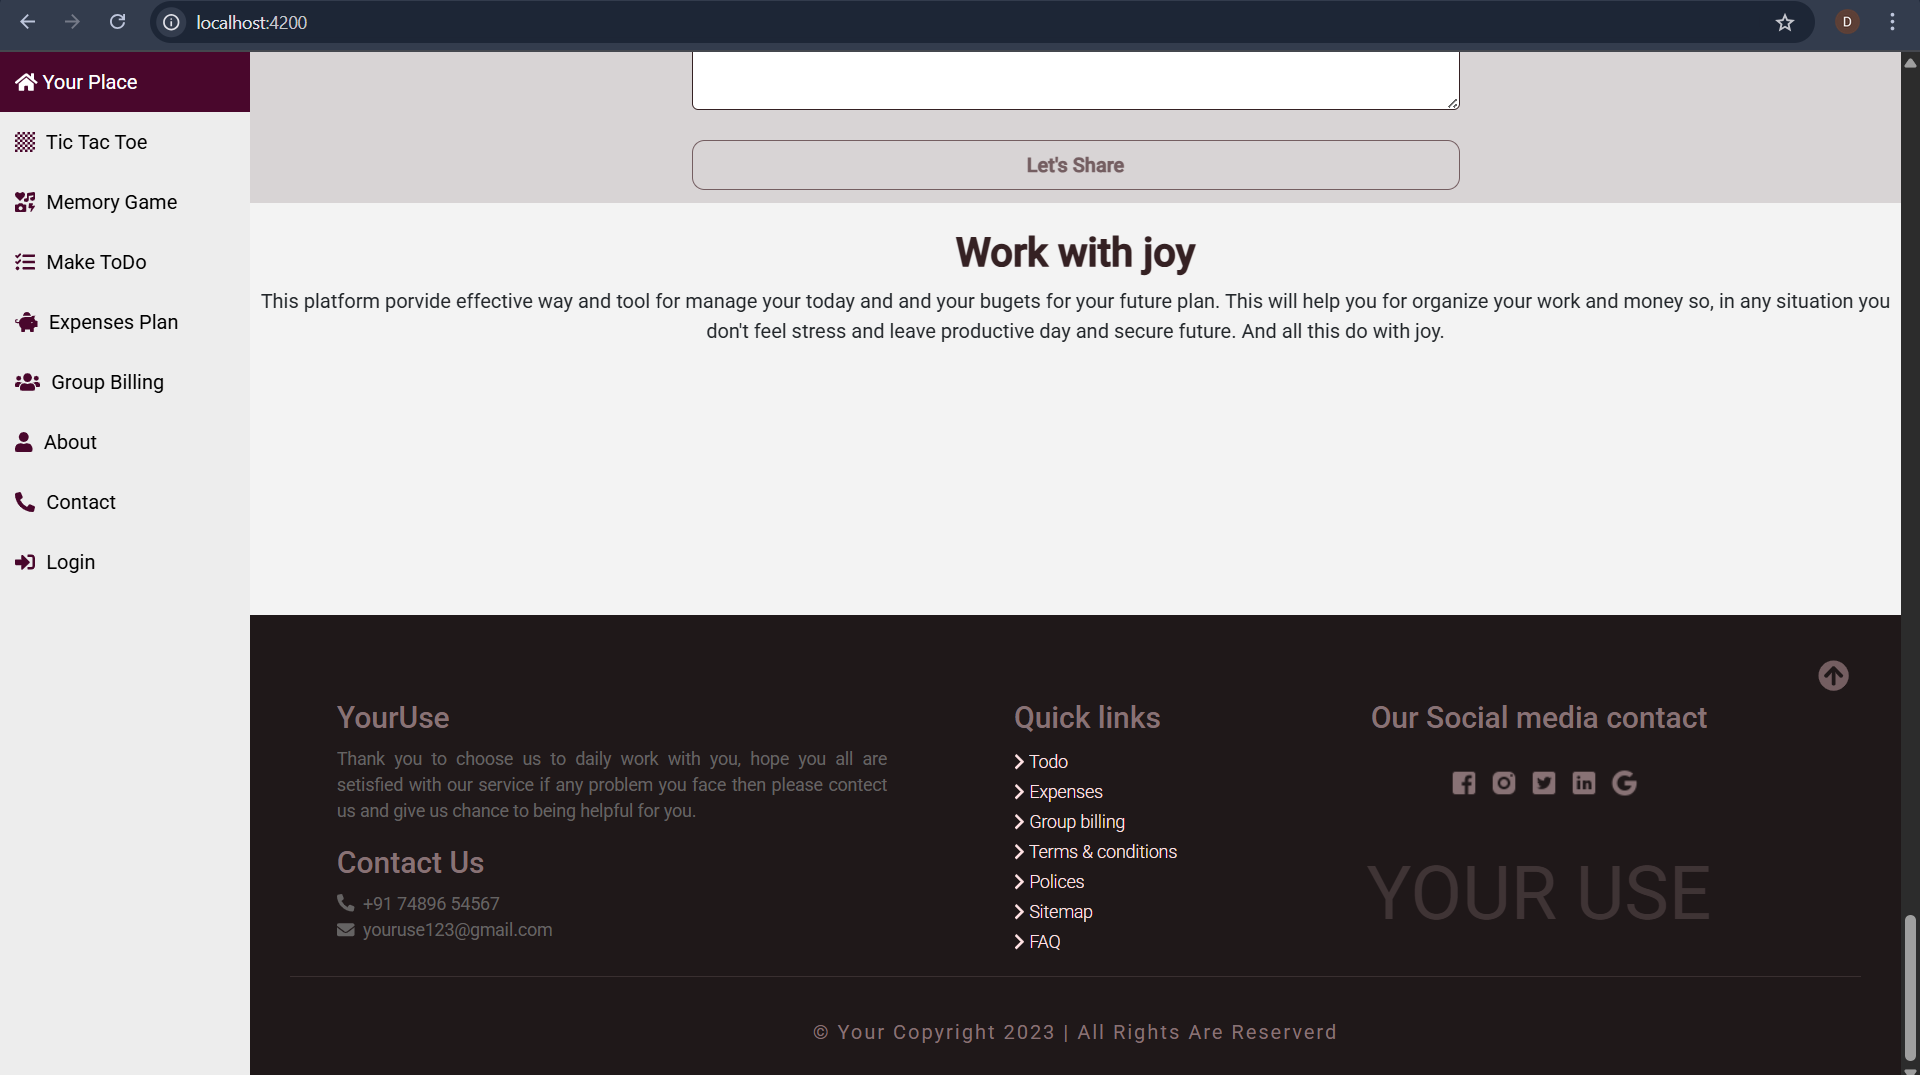 localhost:4200
D
Your Place
Tic Tac Toe
Memory Game
Make ToDo
Expenses Plan
Group Billing
About
Contact
Login
Let's Share
Work with joy
This platform porvide effective way and tool for manage your today and and your bugets for your future plan. This will help you for organize your work and money so, in any situation you
don't feel stress and leave productive day and secure future. And all this do with joy.
YourUse
Thank you to choose us to daily work with you, hope you all are
setisfied with our service if any problem you face then please contect
us and give us chance to being helpful for you.
Contact Us
+91 74896 54567
youruse123@gmail.com
Quick links
Todo
Expenses
Group billing
Terms & conditions
Polices
Sitemap
FAQ
Our Social media contact
YOUR USE
© Your Copyright 2023 | All Rights Are Reserverd